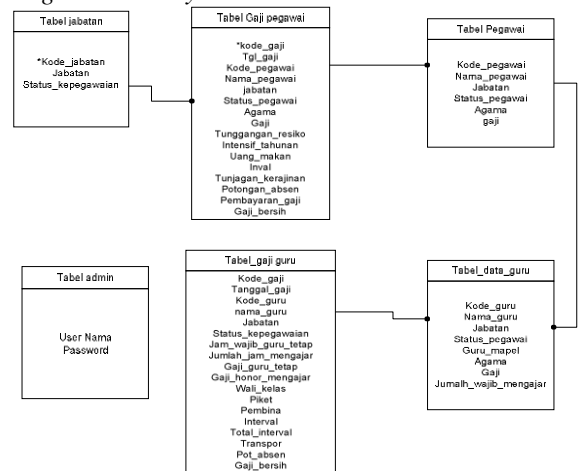 Tabel jabatan
*Kode_jabatan
Jabatan
Status_kepegawaian
Tabel Gaji pegawai
*kode_gaji
Tgl_gaji
Kode_pegawai
Nama_pegawai
jabatan
Status_pegawai
Agama
Gaji
Tunggangan_resiko
Intensif_tahunan
Uang_makan
Inval
Tunjagan_kerajinan
Potongan_absen
Pembayaran_gaji
Gaji_bersih
Tabel Pegawai
Kode_pegawai
Nama_pegawai
Jabatan
Status_pegawai
Agama
gaji
Tabel admin
User Nama
Password
Tabel_gaji guru
Kode_gaji
Tanggal_gaji
Kode_guru
nama_guru
Jabatan
Status_kepegawaian
Jam_wajib_guru_tetap
Jumlah_jam_mengajar
Gaji_guru_tetap
Gaji_honor_mengajar
Wali_kelas
Piket
Pembina
Interval
Total_interval
Transpor
Pot_absen
Gaji_bersih
Tabel_data_guru
Kode_guru
Nama_guru
Jabatan
Status_pegawai
Guru_mapel
Agama
Gaji
Jumalh_wajib_mengajar